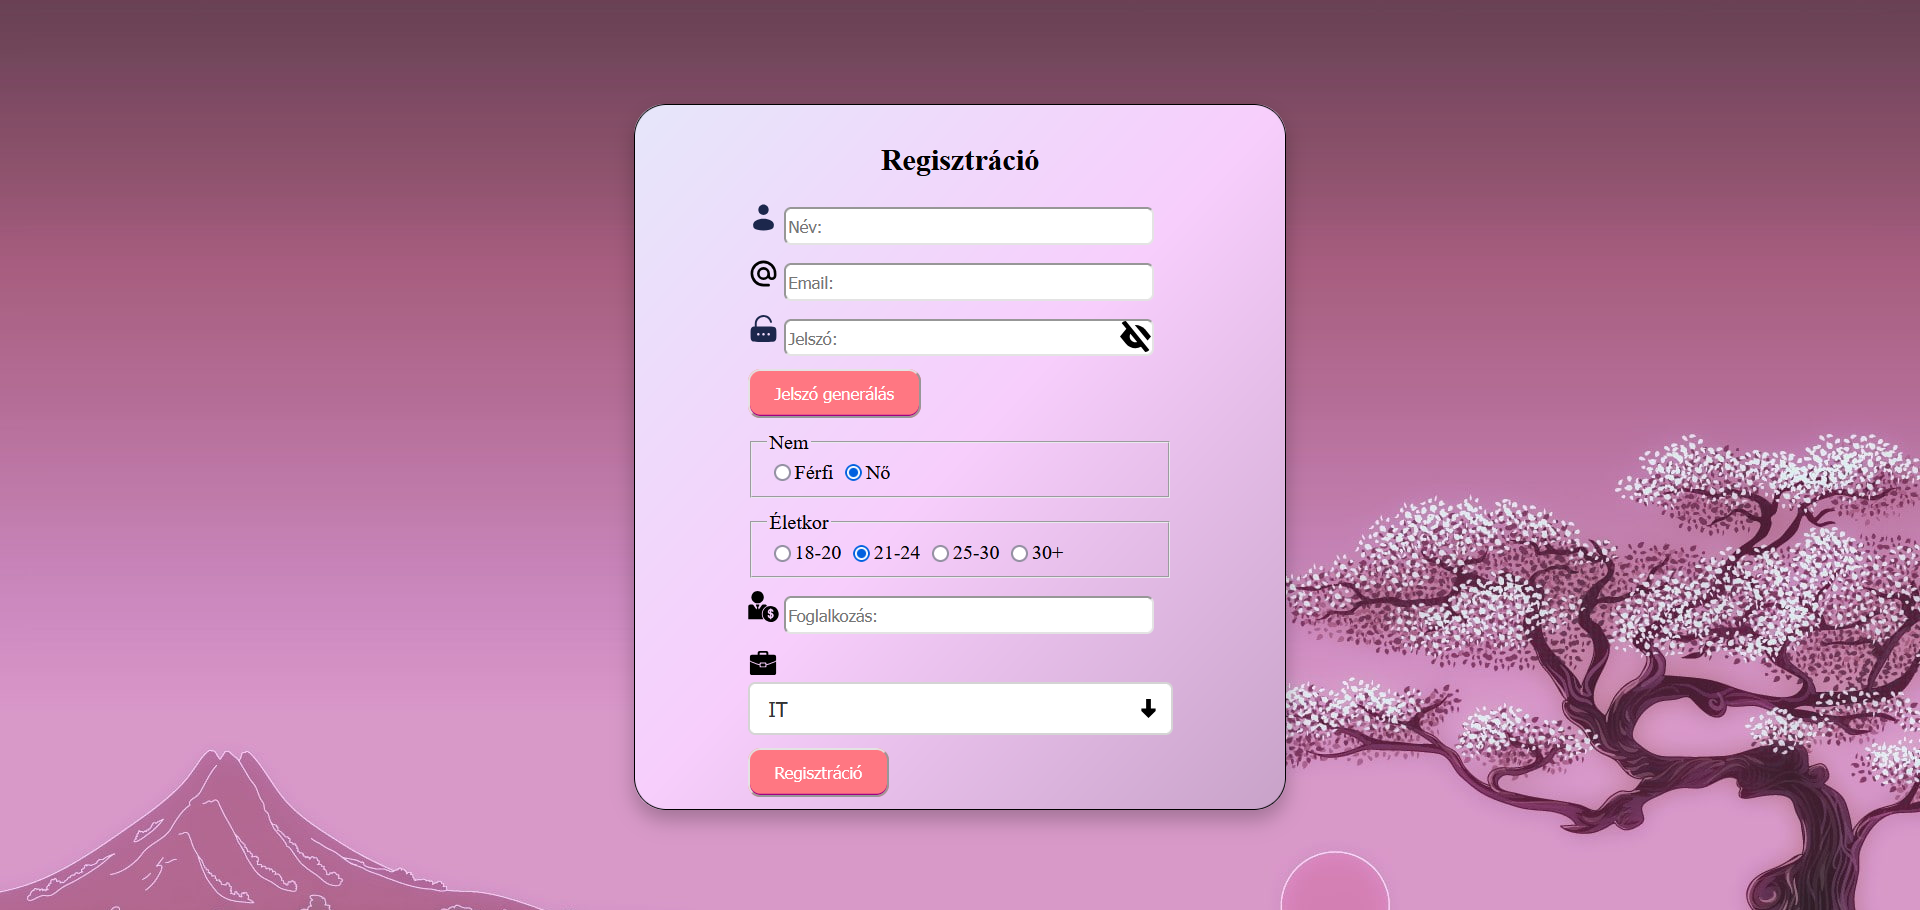 Regisztráció
Név:
Email:
Jelszó:
Jelszó generálás
Nem
Férfi Nő
Életkor
18-20 21-24 25-30 30+
$
Foglalkozás:
IT
Regisztráció